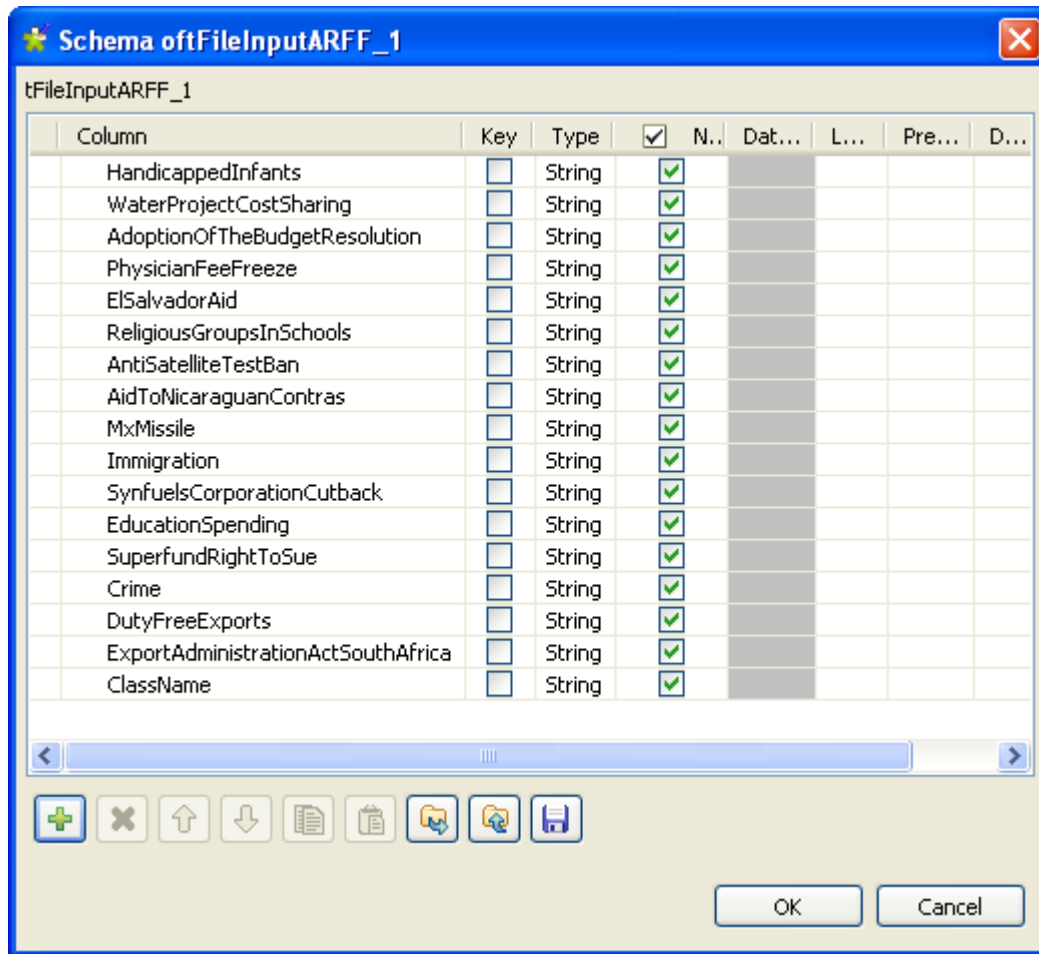 Schema oftFileInputARFF_1
tFileInputARFF_1
Column Key Type N.. Dat... L... Pre... D...
HandicappedInfants String
WaterProjectCostSharing String
AdoptionOfTheBudgetResolution String
PhysicianFeeFreeze String
ElSalvadorAid String
ReligiousGroupsInSchools String
AntiSatelliteTestBan String
AidToNicaraguanContras String
MxMissile String
Immigration String
SynfuelsCorporationCutback String
EducationSpending String
SuperfundRightToSue String
Crime String
DutyFreeExports String
ExportAdministrationActSouthAfrica String
ClassName String
OK Cancel